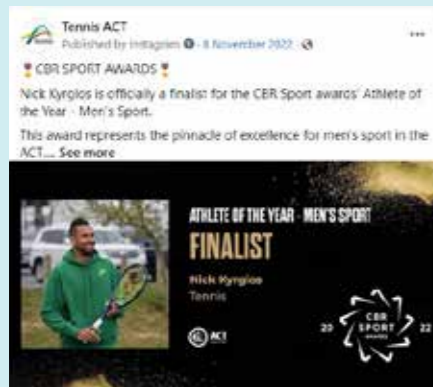 Tennis ACT
Published by Instagram · 8 November 2022 ·
CBR SPORT AWARDS
Nick Kyrgios is officially a finalist for the CBR Sport awards' Athlete of
the Year - Men's Sport.
This award represents the pinnacle of excellence for men's sport in the
ACT.... See more
ATHLETE OF THE YEAR - MEN'S SPORT
FINALIST
Nick Kyrgios
Tennis
ACT
20 CBR SPORT AWARDS 22